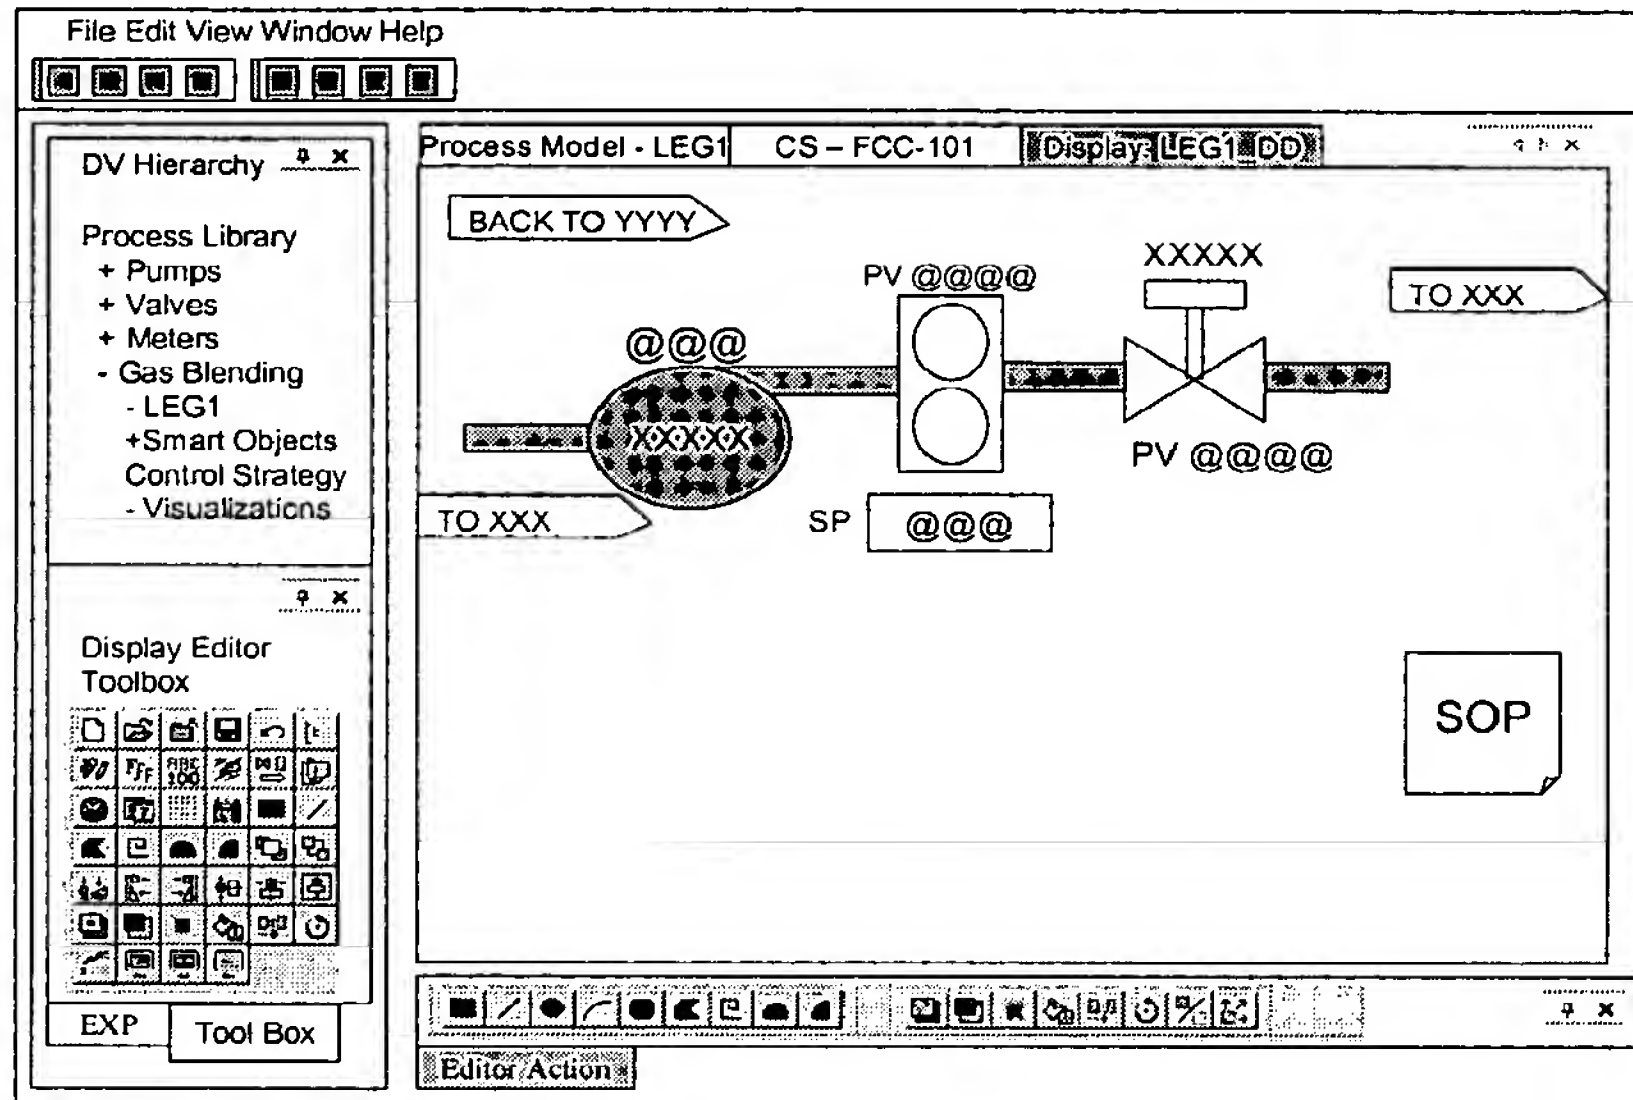 File Edit View Window Help
DV Hierarchy
Process Library
+ Pumps
+ Valves
+ Meters
- Gas Blending
- LEG1
+Smart Objects
Control Strategy
- Visualizations
Display Editor
Toolbox
EXP
Tool Box
Process Model - LEG1
CS – FCC-101
Display: LEG1_DD
BACK TO YYYY
XXXXX
PV @@@@
TO XXX
@@@
XXXXX
PV @@@@
TO XXX
SP
@@@
SOP
Editor Action